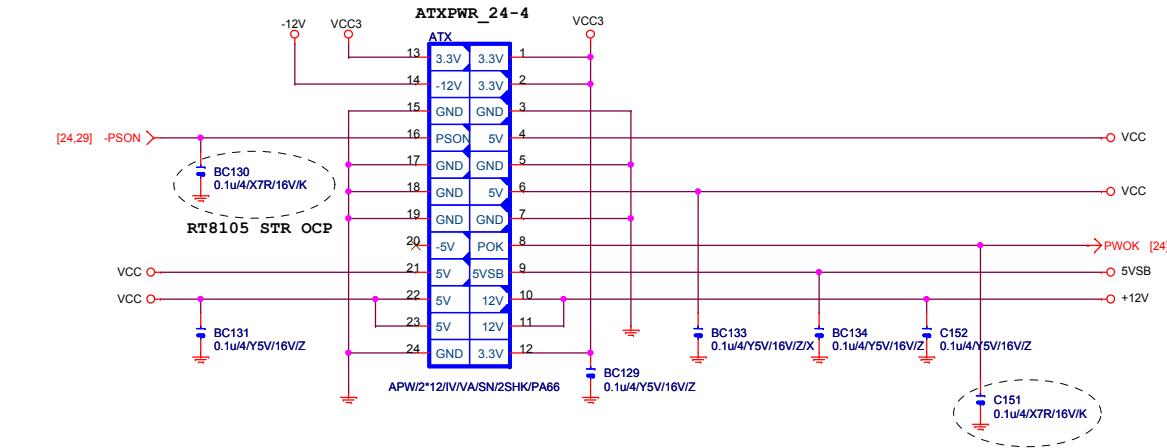 ATXPWR_24-4
-12V VCC3 VCC3
ATX
13 3.3V 3.3V 1
14 -12V 3.3V 2
15 GND GND 3
[24,29] -PSON 16 PSON 5V 4 VCC
17 GND GND 5
BC130
0.1u/4/X7R/16V/K
18 GND 5V 6 VCC
19 GND GND 7
RT8105 STR OCP
20 -5V POK 8 PWOK [24]
VCC 21 5V 5VSB 9 5VSB
VCC 22 5V 12V 10 +12V
23 5V 12V 11
BC131
0.1u/4/Y5V/16V/Z
BC133
0.1u/4/Y5V/16V/Z/X
BC134
0.1u/4/Y5V/16V/Z
C152
0.1u/4/Y5V/16V/Z
24 GND 3.3V 12
BC129
0.1u/4/Y5V/16V/Z
APW/2*12/IV/VA/SN/2SHK/PA66
C151
0.1u/4/X7R/16V/K